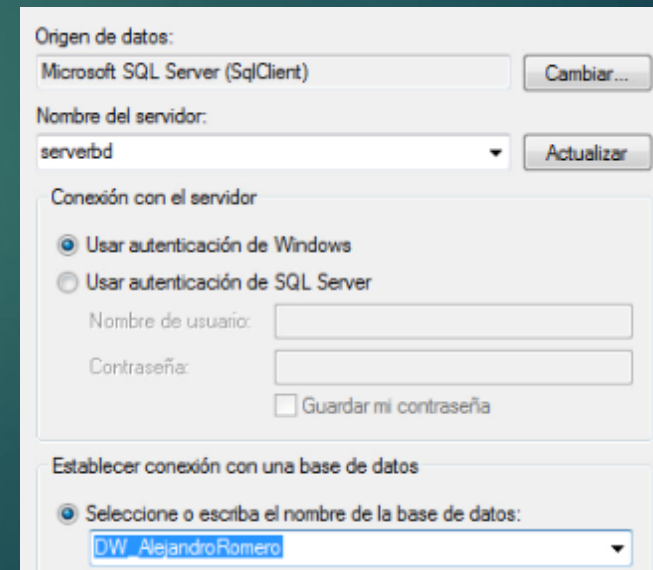 Origen de datos:
Microsoft SQL Server (SqlClient)
Cambiar...
Nombre del servidor:
serverbd
Actualizar
Conexión con el servidor
Usar autenticación de Windows
Usar autenticación de SQL Server
Nombre de usuario:
Contraseña:
Guardar mi contraseña
Establecer conexión con una base de datos
Seleccione o escriba el nombre de la base de datos:
DW_AlejandroRomero